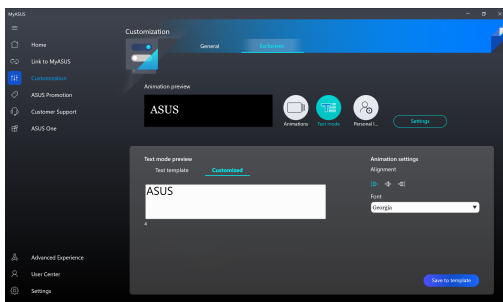 MyASUS
Customization
Home
General
Exclusives
Link to MyASUS
Customization
ASUS Promotion
Animation preview
Customer Support
ASUS
ASUS One
Animations
Text mode
Personal I...
Settings
Text mode preview
Animation settings
Text template
Customized
Alignment
ASUS
Font
Georgia
4
Advanced Experience
User Center
Save to template
Settings